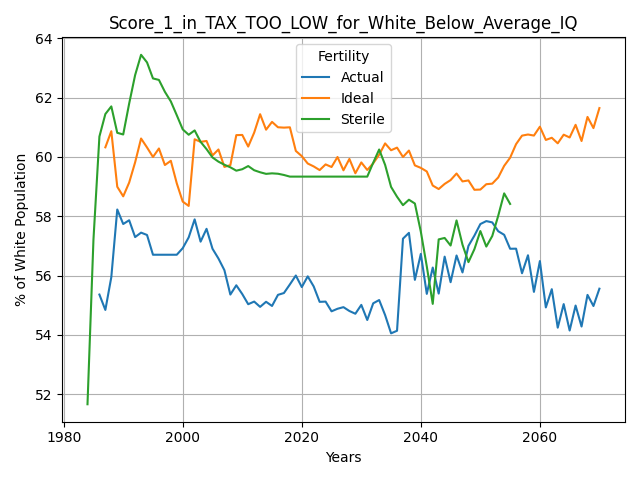 Score_1_in_TAX_TOO_LOW_for_White_Below_Average_IQ
Fertility
Actual
Ideal
Sterile
% of White Population
64
62
60
58
56
54
52
1980
2000
2020
2040
2060
Years